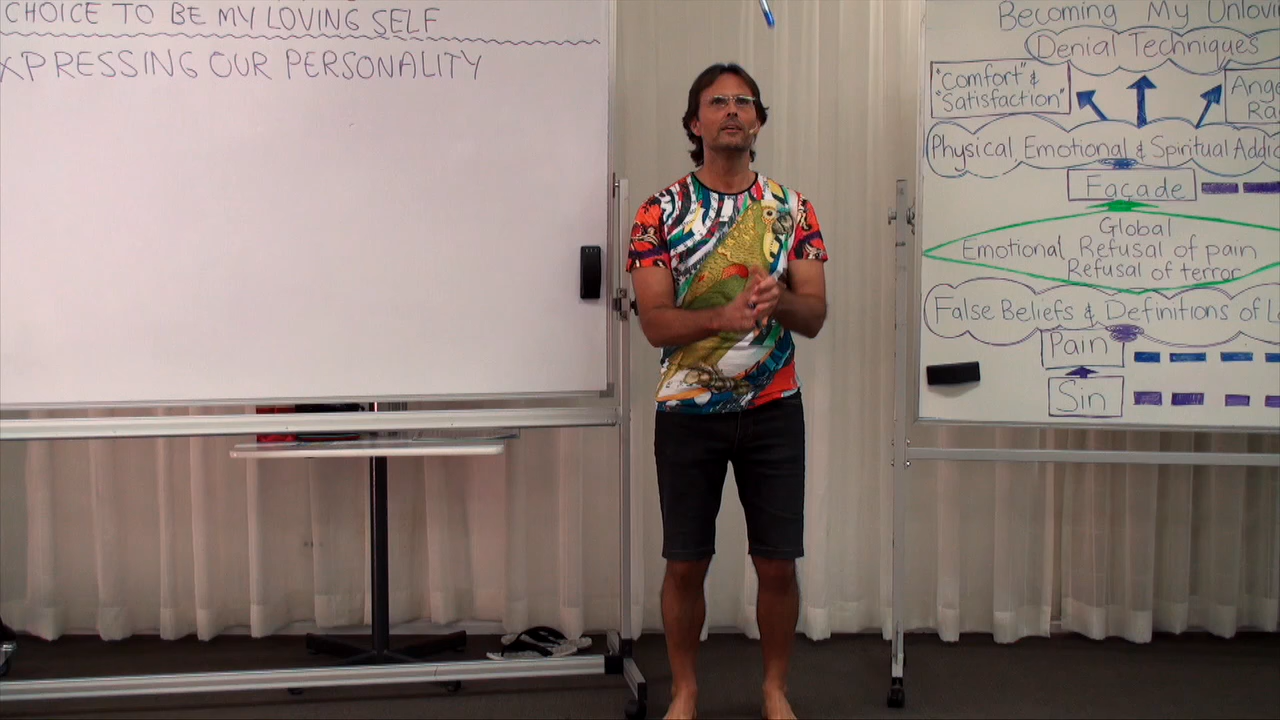 CHOICE TO BE MY LOVING SELF
XPRESSING OUR PERSONALITY
Becoming My Unlovin
Denial Techniques
"Comfort" &
"Satisfaction"
Ange
Ra
Physical Emotional & Spiritual Addic
Façade
Global
Emotional Refusal of pain
Refusal of terror
False Beliefs & Definitions of L
Pain
Sin